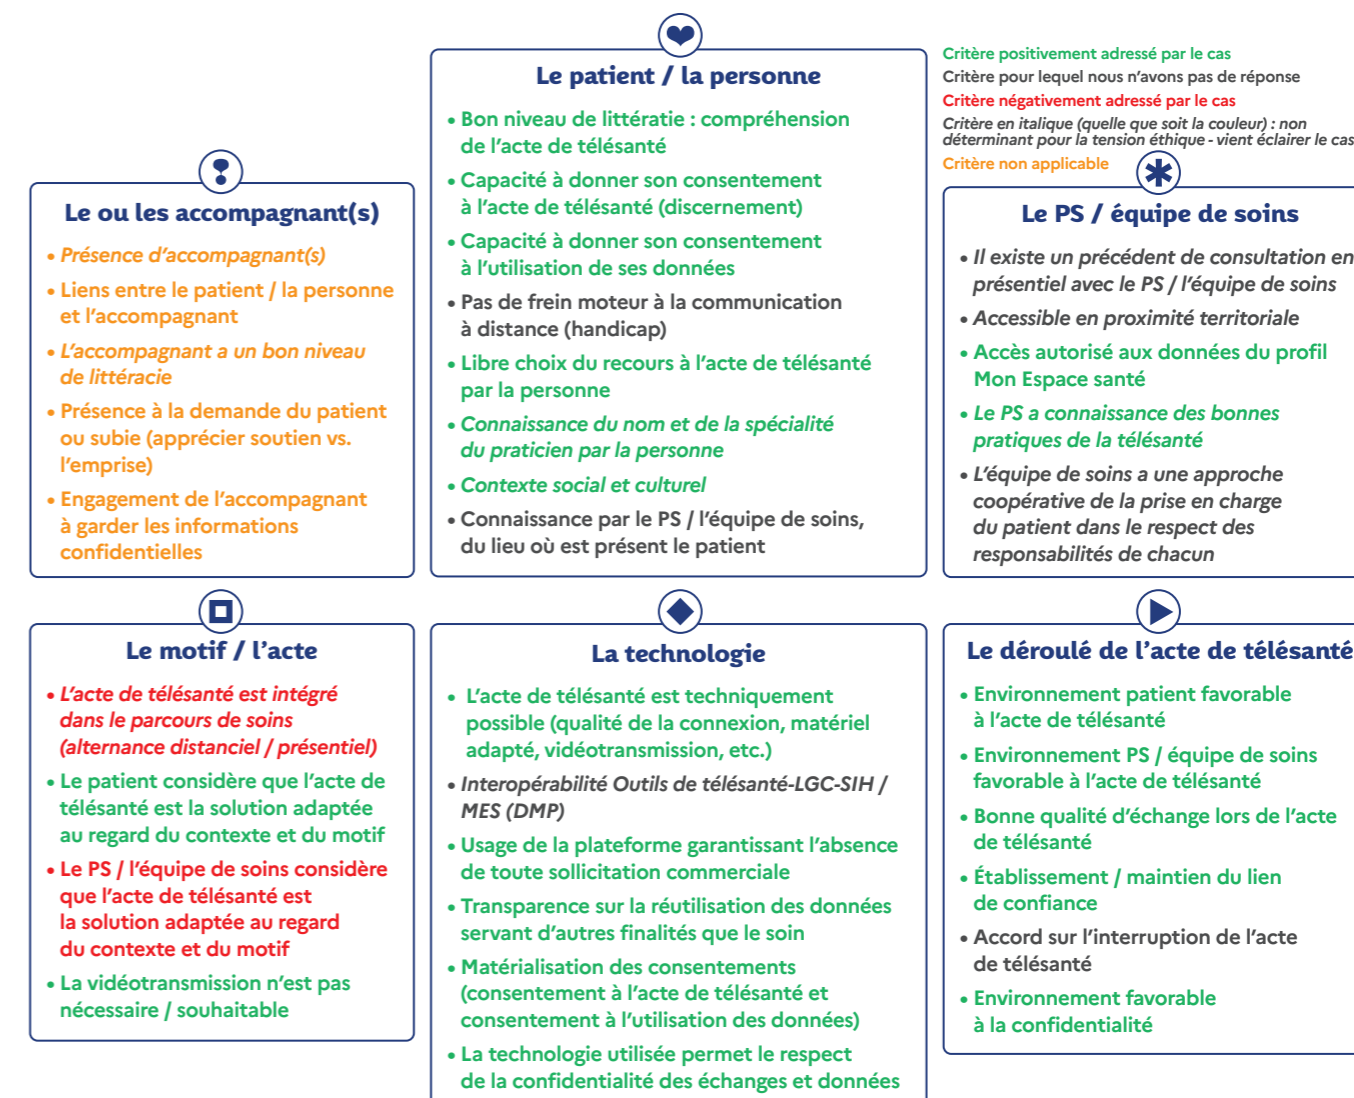 Le patient / la personne
• Bon niveau de littératie : compréhension
de l'acte de télésanté
• Capacité à donner son consentement
à l'acte de télésanté (discernement)
• Capacité à donner son consentement
à l'utilisation de ses données
• Pas de frein moteur à la communication
à distance (handicap)
• Libre choix du recours à l'acte de télésanté
par la personne
• Connaissance du nom et de la spécialité
du praticien par la personne
• Contexte social et culturel
• Connaissance par le PS / l'équipe de soins,
du lieu où est présent le patient
Critère positivement adressé par le cas
Critère pour lequel nous n'avons pas de réponse
Critère négativement adressé par le cas
Critère en italique (quelle que soit la couleur) : non
déterminant pour la tension éthique - vient éclairer le cas
Critère non applicable
Le ou les accompagnant(s)
• Présence d'accompagnant(s)
• Liens entre le patient / la personne
et l'accompagnant
• L'accompagnant a un bon niveau
de littéracie
• Présence à la demande du patient
ou subie (apprécier soutien vs.
l'emprise)
• Engagement de l'accompagnant
à garder les informations
confidentielles
Le PS / équipe de soins
• Il existe un précédent de consultation en
présentiel avec le PS / l'équipe de soins
• Accessible en proximité territoriale
• Accès autorisé aux données du profil
Mon Espace santé
• Le PS a connaissance des bonnes
pratiques de la télésanté
• L'équipe de soins a une approche
coopérative de la prise en charge
du patient dans le respect des
responsabilités de chacun
Le motif / l'acte
• L'acte de télésanté est intégré
dans le parcours de soins
(alternance distanciel / présentiel)
• Le patient considère que l'acte de
télésanté est la solution adaptée
au regard du contexte et du motif
• Le PS / l'équipe de soins considère
que l'acte de télésanté est
la solution adaptée au regard
du contexte et du motif
• La vidéotransmission n'est pas
nécessaire / souhaitable
La technologie
• L'acte de télésanté est techniquement
possible (qualité de la connexion, matériel
adapté, vidéotransmission, etc.)
• Interopérabilité Outils de télésanté-LGC-SIH /
MES (DMP)
• Usage de la plateforme garantissant l'absence
de toute sollicitation commerciale
• Transparence sur la réutilisation des données
servant d'autres finalités que le soin
• Matérialisation des consentements
(consentement à l'acte de télésanté et
consentement à l'utilisation des données)
• La technologie utilisée permet le respect
de la confidentialité des échanges et données
Le déroulé de l'acte de télésanté
• Environnement patient favorable
à l'acte de télésanté
• Environnement PS / équipe de soins
favorable à l'acte de télésanté
• Bonne qualité d'échange lors de l'acte
de télésanté
• Établissement / maintien du lien
de confiance
• Accord sur l'interruption de l'acte
de télésanté
• Environnement favorable
à la confidentialité